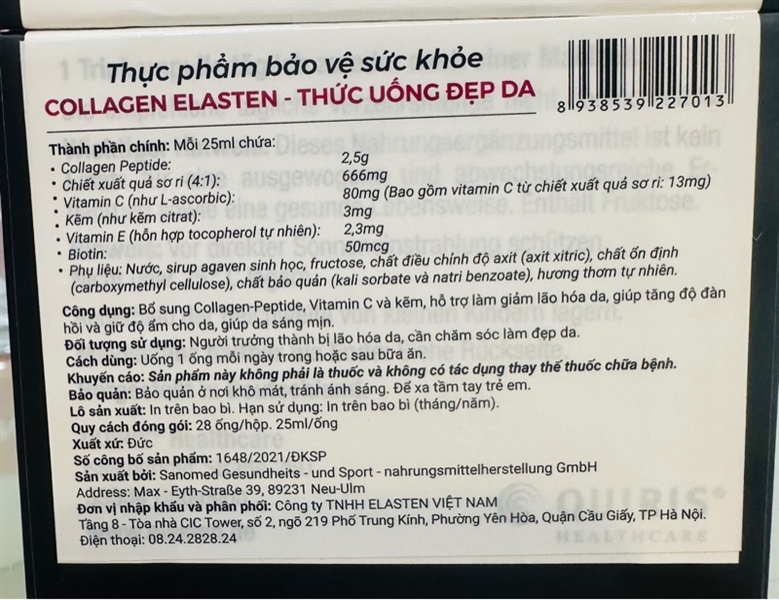 Thực phẩm bảo vệ sức khỏe
COLLAGEN ELASTEN - THỨC UỐNG ĐẸP DA
8 938539 227013
Thành phần chính: Mỗi 25ml chứa:
• Collagen Peptide: 2,5g
• Chiết xuất quả sơ ri (4:1): 666mg
• Vitamin C (như L-ascorbic): 80mg (Bao gồm vitamin C từ chiết xuất quả sơ ri: 13mg)
• Kẽm (như kẽm citrat): 3mg
• Vitamin E (hỗn hợp tocopherol tự nhiên): 2,3mg
• Biotin: 50mcg
• Phụ liệu: Nước, sirup agaven sinh học, fructose, chất điều chỉnh độ axit (axit xitric), chất ổn định
(carboxymethyl cellulose), chất bảo quản (kali sorbate và natri benzoate), hương thơm tự nhiên.
Công dụng: Bổ sung Collagen-Peptide, Vitamin C và kẽm, hỗ trợ làm giảm lão hóa da, giúp tăng độ đàn
hồi và giữ độ ẩm cho da, giúp da sáng mịn.
Đối tượng sử dụng: Người trưởng thành bị lão hóa da, cần chăm sóc làm đẹp da.
Cách dùng: Uống 1 ống mỗi ngày trong hoặc sau bữa ăn.
Khuyến cáo: Sản phẩm này không phải là thuốc và không có tác dụng thay thế thuốc chữa bệnh.
Bảo quản: Bảo quản ở nơi khô mát, tránh ánh sáng. Để xa tầm tay trẻ em.
Lô sản xuất: In trên bao bì. Hạn sử dụng: In trên bao bì (tháng/năm).
Quy cách đóng gói: 28 ống/hộp. 25ml/ống
Xuất xứ: Đức
Số công bố sản phẩm: 1648/2021/ĐKSP
Sản xuất bởi: Sanomed Gesundheits - und Sport - nahrungsmittelherstellung GmbH
Address: Max - Eyth-Straße 39, 89231 Neu-Ulm
Đơn vị nhập khẩu và phân phối: Công ty TNHH ELASTEN VIỆT NAM
Tầng 8 - Tòa nhà CIC Tower, số 2, ngõ 219 Phố Trung Kính, Phường Yên Hòa, Quận Cầu Giấy, TP Hà Nội.
Điện thoại: 08.24.2828.24
QUIRIS
HEALTHCARE